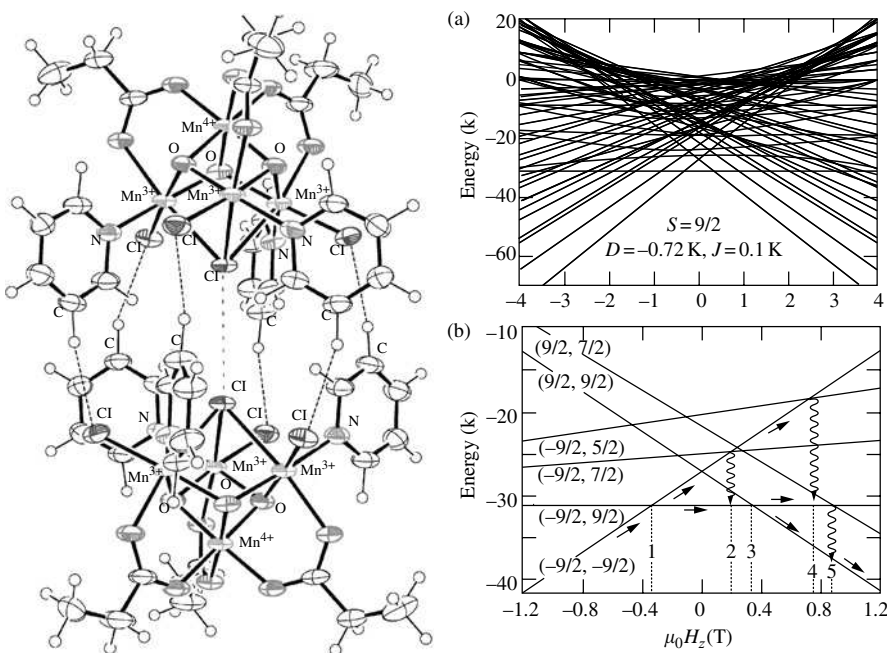 Mn4+
O
O
Mn3+
Mn3+
Mn3+
N
Cl
Cl
N
N
Cl
Cl
C
C
C
C
C
C
Cl
Cl
Cl
Cl
N
N
Mn3+
Mn3+
Mn3+
O
O
O
Mn4+
(a)
Energy (k)
20
0
−20
−40
−60
S = 9/2
D = −0.72 K, J = 0.1 K
−4 −3 −2 −1 0 1 2 3 4
(b)
Energy (k)
−10
−20
−30
−40
(9/2, 7/2)
(9/2, 9/2)
(−9/2, 5/2)
(−9/2, 7/2)
(−9/2, 9/2)
(−9/2, −9/2)
1 2 3 4 5
−1.2 −0.8 −0.4 0 0.4 0.8 1.2
μ0Hz(T)